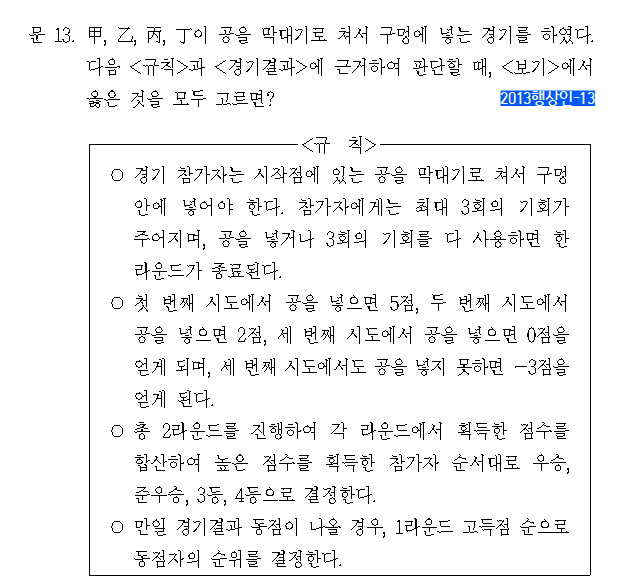 문 13. 甲, 乙, 丙, 丁이 공을 막대기로 쳐서 구멍에 넣는 경기를 하였다.
다음 <규칙>과 <경기결과>에 근거하여 판단할 때, <보기>에서
옳은 것을 모두 고르면?
2013행상인-13
<규 칙>
○ 경기 참가자는 시작점에 있는 공을 막대기로 쳐서 구멍
안에 넣어야 한다. 참가자에게는 최대 3회의 기회가
주어지며, 공을 넣거나 3회의 기회를 다 사용하면 한
라운드가 종료된다.
○ 첫 번째 시도에서 공을 넣으면 5점, 두 번째 시도에서
공을 넣으면 2점, 세 번째 시도에서 공을 넣으면 0점을
얻게 되며, 세 번째 시도에서도 공을 넣지 못하면 -3점을
얻게 된다.
○ 총 2라운드를 진행하여 각 라운드에서 획득한 점수를
합산하여 높은 점수를 획득한 참가자 순서대로 우승,
준우승, 3등, 4등으로 결정한다.
○ 만일 경기결과 동점이 나올 경우, 1라운드 고득점 순으로
동점자의 순위를 결정한다.